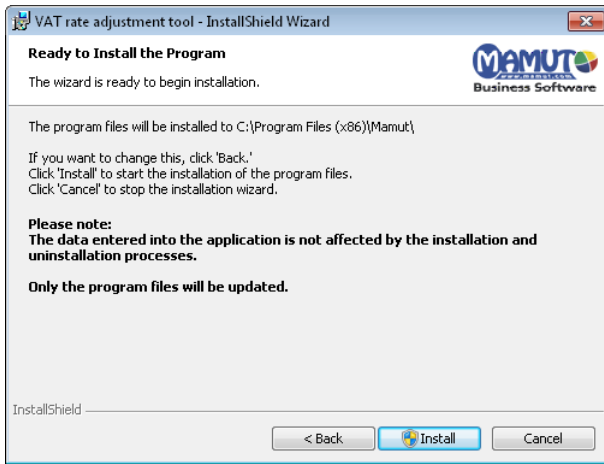 VAT rate adjustment tool - InstallShield Wizard
Ready to Install the Program
The wizard is ready to begin installation.
MAMUT
www.mamut.com
Business Software
The program files will be installed to C:\Program Files (x86)\Mamut\
If you want to change this, click 'Back.'
Click 'Install' to start the installation of the program files.
Click 'Cancel' to stop the installation wizard.
Please note:
The data entered into the application is not affected by the installation and
uninstallation processes.
Only the program files will be updated.
InstallShield
< Back
Install
Cancel